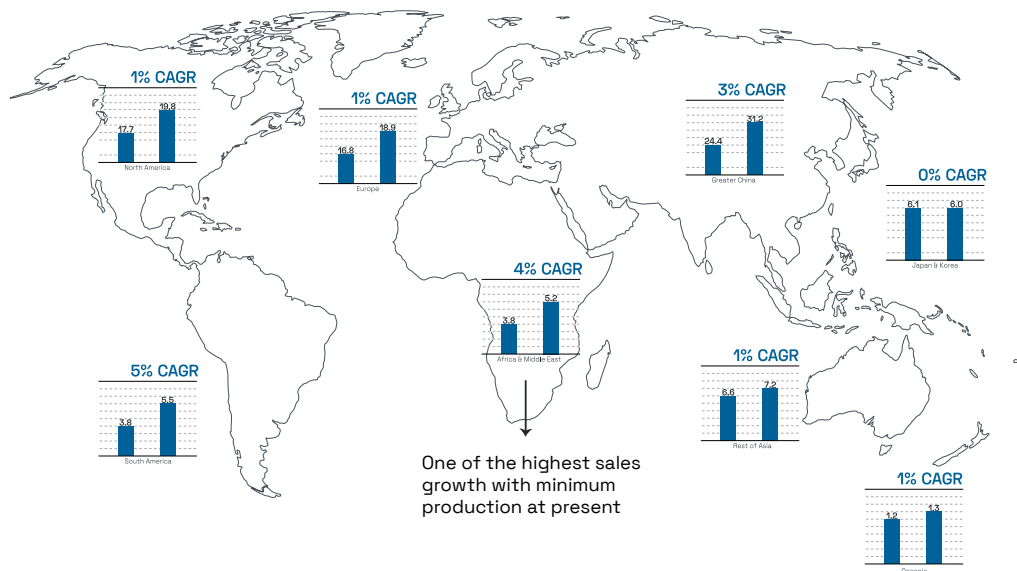 1% CAGR
19.8
17.7
North America
1% CAGR
18.9
16.8
Europe
3% CAGR
31.2
24.4
Greater China
0% CAGR
6.1
6.0
Japan & Korea
4% CAGR
5.2
3.8
Africa & Middle East
One of the highest sales
growth with minimum
production at present
5% CAGR
5.5
3.8
South America
1% CAGR
7.2
6.6
Rest of Asia
1% CAGR
1.3
1.2